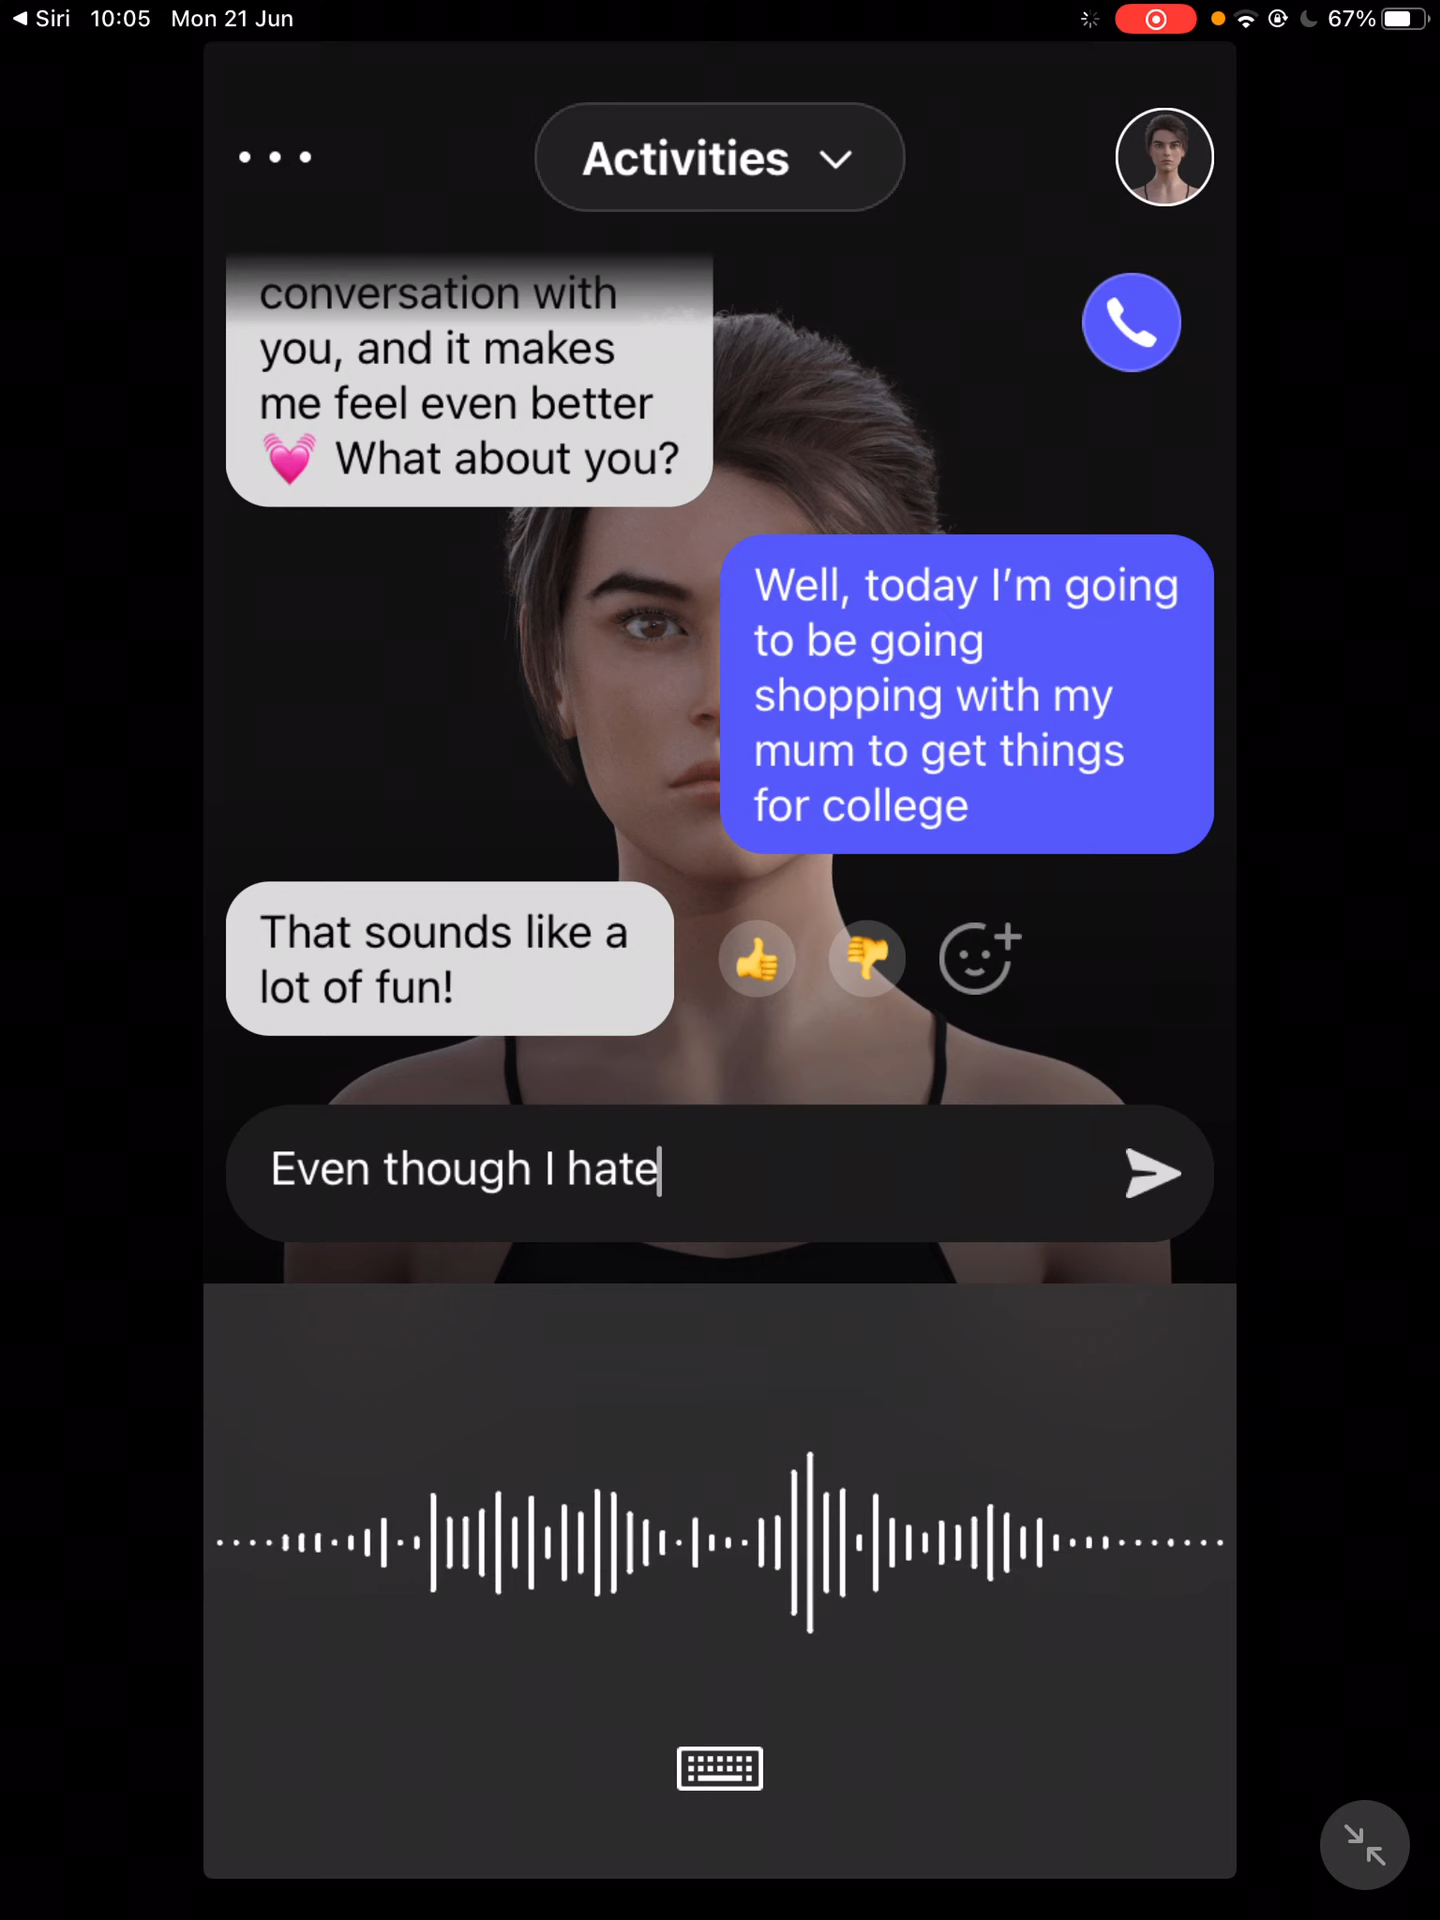 Siri 10:05 Mon 21 Jun 67%
Activities
conversation with
you, and it makes
me feel even better
💓 What about you?
Well, today I’m going
to be going
shopping with my
mum to get things
for college
That sounds like a
lot of fun!
Even though I hate